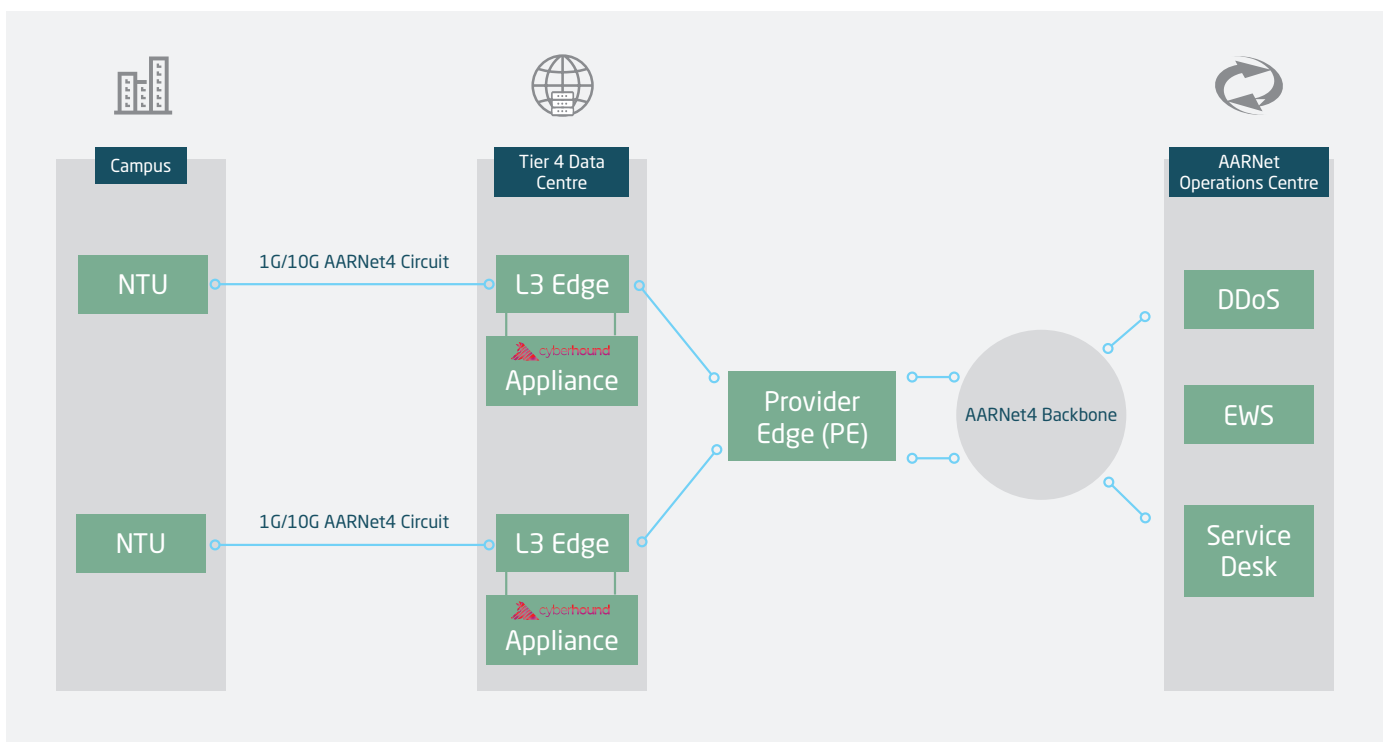 Campus
Tier 4 Data
Centre
AARNet
Operations Centre
NTU
1G/10G AARNet4 Circuit
L3 Edge
cyberhound
Appliance
NTU
1G/10G AARNet4 Circuit
L3 Edge
cyberhound
Appliance
Provider
Edge (PE)
AARNet4 Backbone
DDoS
EWS
Service
Desk